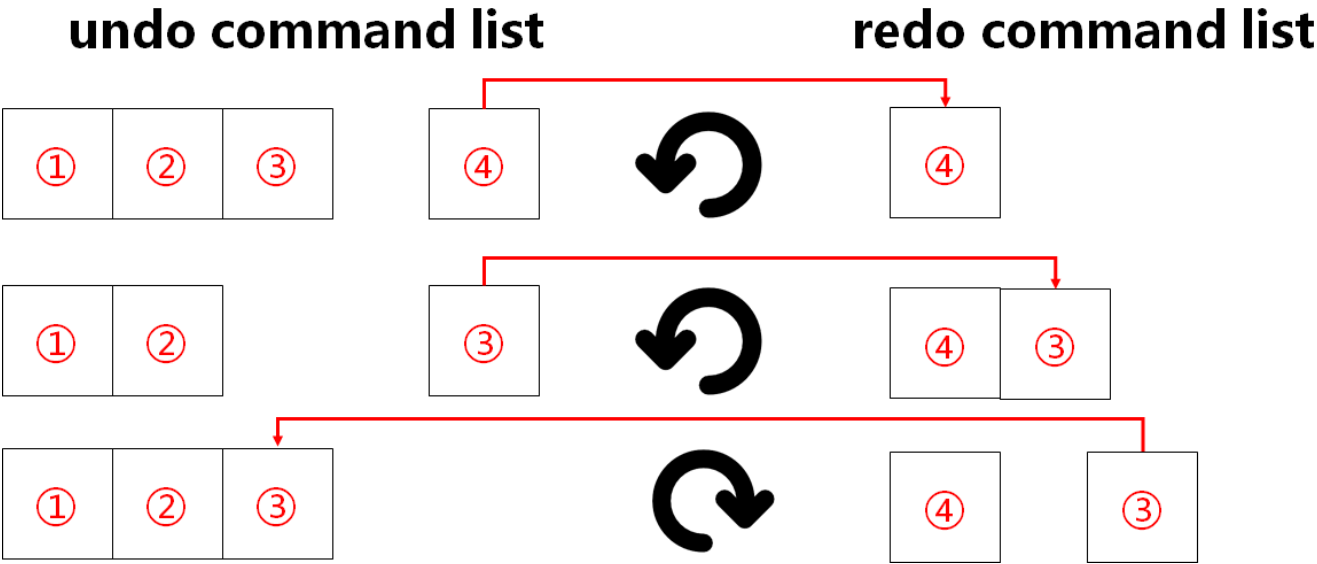 undo command list redo command list
① ② ③ ④ ④
① ② ③ ④ ③
① ② ③ ④ ③